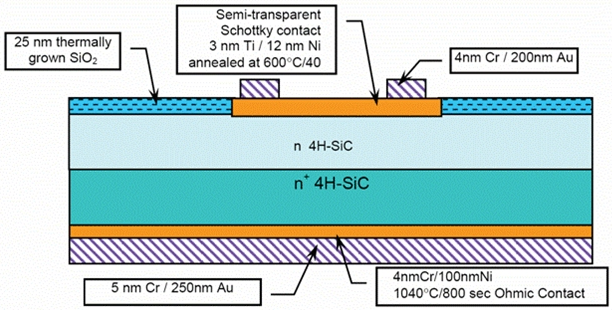 Semi-transparent
Schottky contact
3 nm Ti / 12 nm Ni
annealed at 600°C/40
25 nm thermally
grown SiO₂
4nm Cr / 200nm Au
n 4H-SiC
n⁺ 4H-SiC
5 nm Cr / 250nm Au
4nmCr/100nmNi
1040°C/800 sec Ohmic Contact